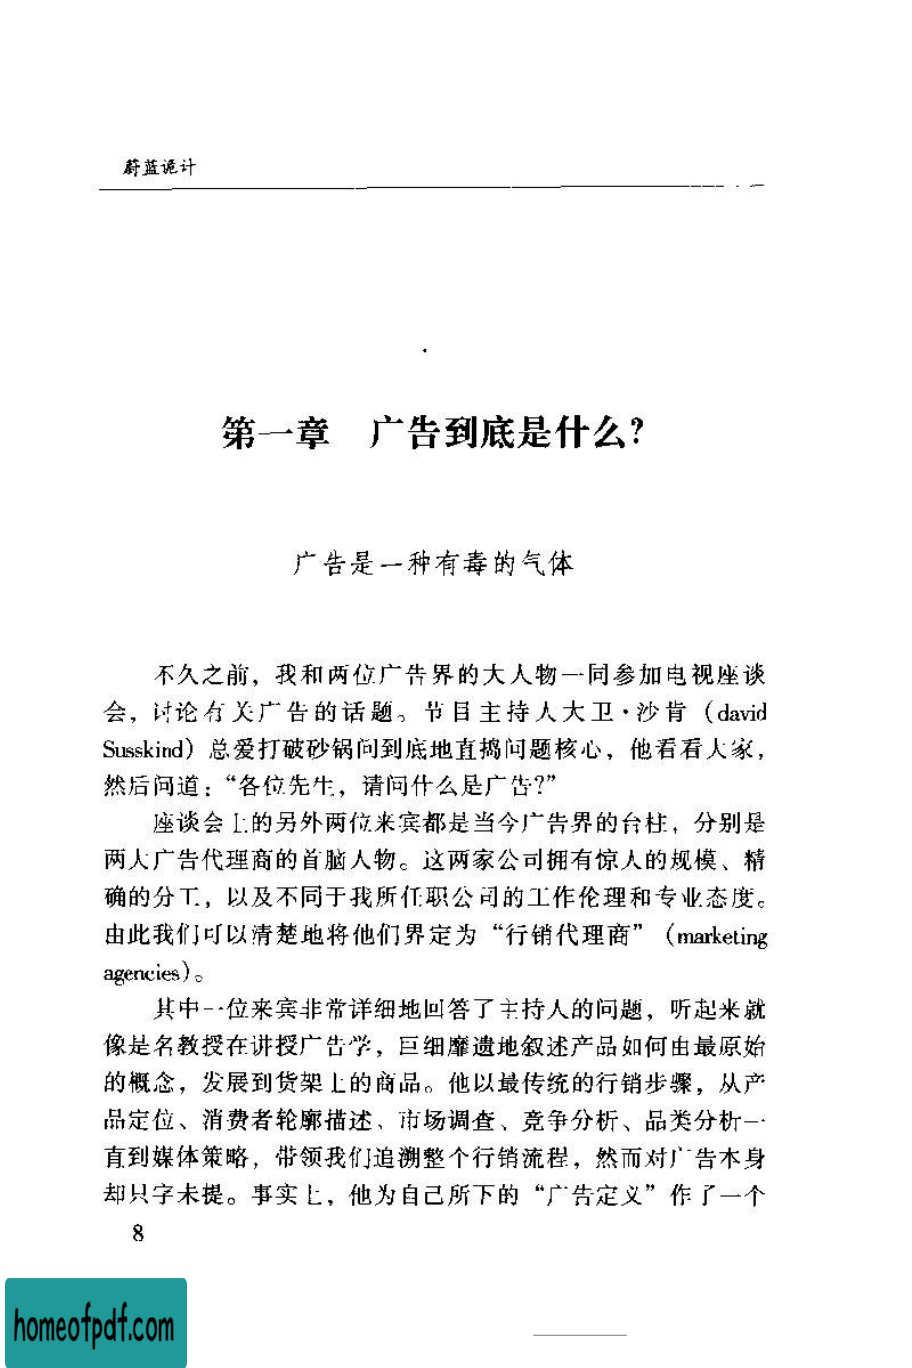 蔚蓝诡计
第一章 广告到底是什么?
广告是一种有毒的气体
不久之前，我和两位广告界的大人物一同参加电视座谈
会，讨论有关广告的话题。节目主持人大卫·沙肯（david
Susskind）总爱打破砂锅问到底地直捣问题核心，他看看大家，
然后问道：“各位先生，请问什么是广告?”
座谈会上的另外两位来宾都是当今广告界的台柱，分别是
两大广告代理商的首脑人物。这两家公司拥有惊人的规模、精
确的分工，以及不同于我所任职公司的工作伦理和专业态度。
由此我们可以清楚地将他们界定为“行销代理商”（marketing
agencies）。
其中一位来宾非常详细地回答了主持人的问题，听起来就
像是名教授在讲授广告学，巨细靡遗地叙述产品如何由最原始
的概念，发展到货架上的商品。他以最传统的行销步骤，从产
品定位、消费者轮廓描述、市场调查、竞争分析、品类分析一
直到媒体策略，带领我们追溯整个行销流程，然而对广告本身
却只字未提。事实上，他为自己所下的“广告定义”作了一个
8
homeofpdf.com